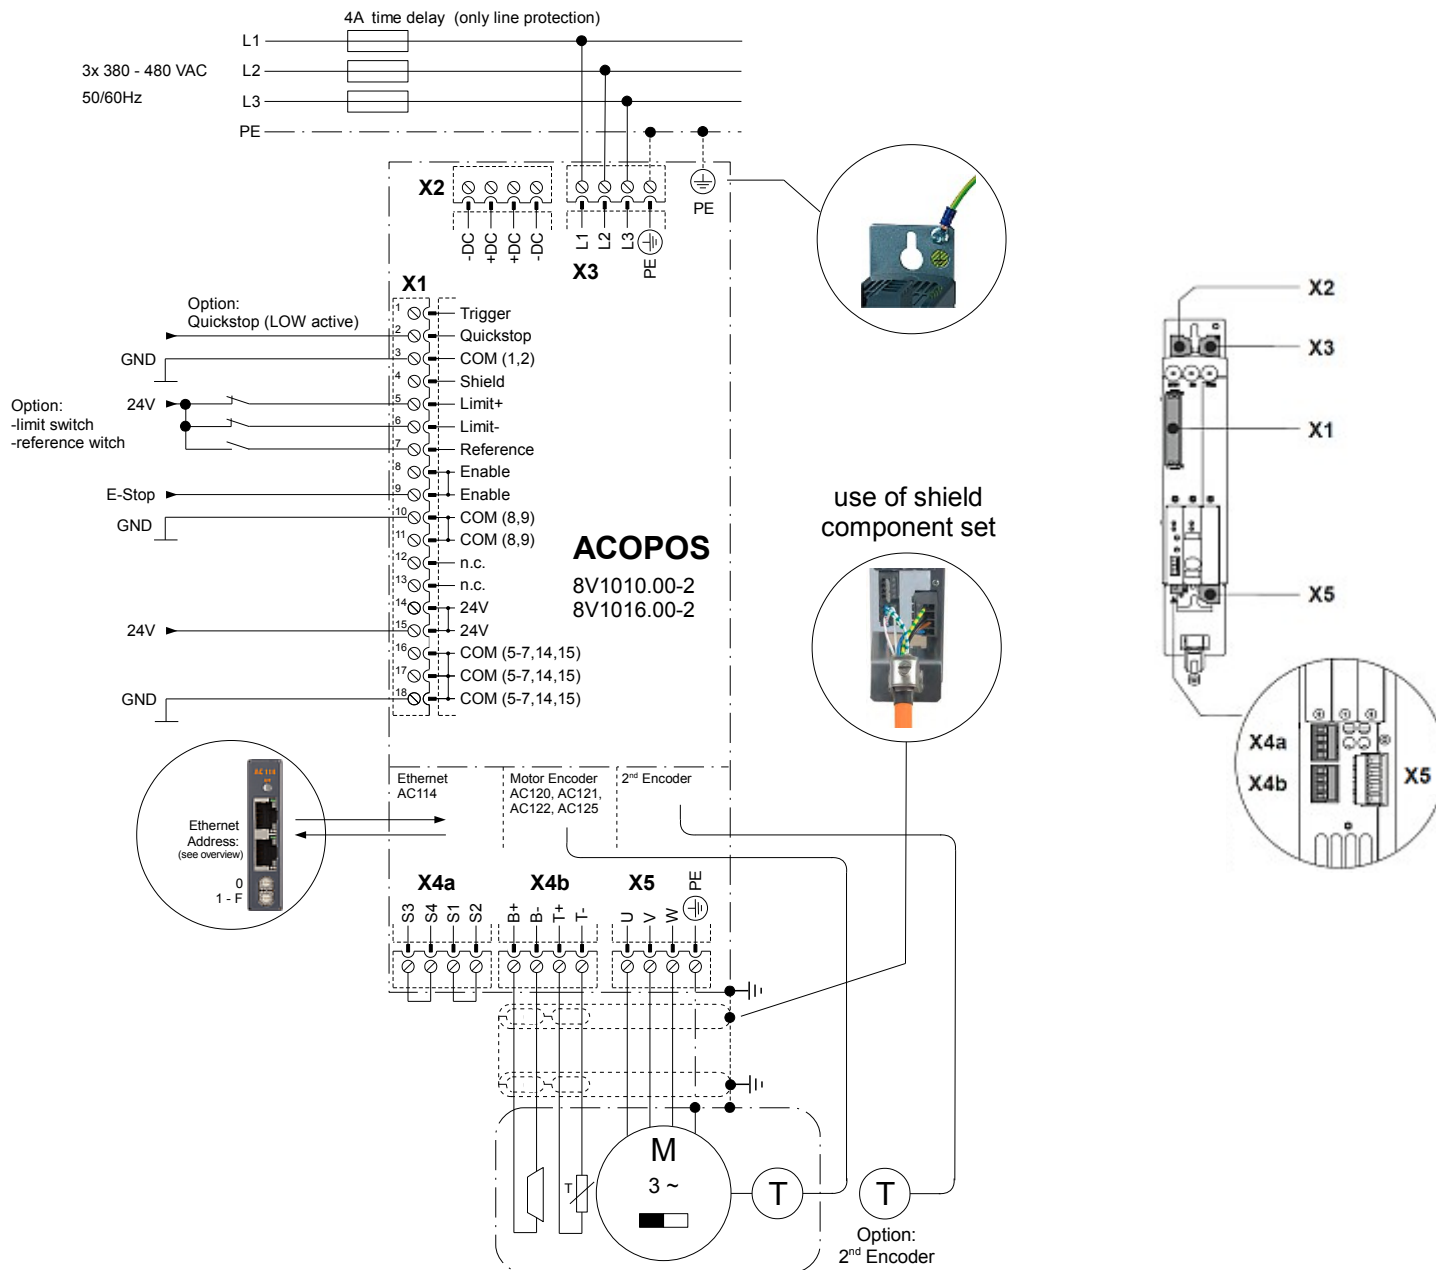 4A time delay (only line protection)
L1
3x 380 - 480 VAC
L2
50/60Hz
L3
PE
X2
-DC
+DC
+DC
-DC
L1
L2
L3
PE
X3
PE
X1
Option:
Quickstop (LOW active)
GND
Option:
-limit switch
-reference witch
24V
E-Stop
GND
24V
GND
1 Trigger
2 Quickstop
3 COM (1,2)
4 Shield
5 Limit+
6 Limit-
7 Reference
8 Enable
9 Enable
10 COM (8,9)
11 COM (8,9)
12 n.c.
13 n.c.
14 24V
15 24V
16 COM (5-7,14,15)
17 COM (5-7,14,15)
18 COM (5-7,14,15)
ACOPOS
8V1010.00-2
8V1016.00-2
use of shield
component set
X2
X3
X1
X5
X4a
X4b
X5
AC114
Ethernet
Address:
(see overview)
0
1 - F
Ethernet
AC114
Motor Encoder
AC120, AC121,
AC122, AC125
2nd Encoder
X4a
X4b
X5
S3
S4
S1
S2
B+
B-
T+
T-
U
V
W
PE
T
M
3 ~
T
T
Option:
2nd Encoder